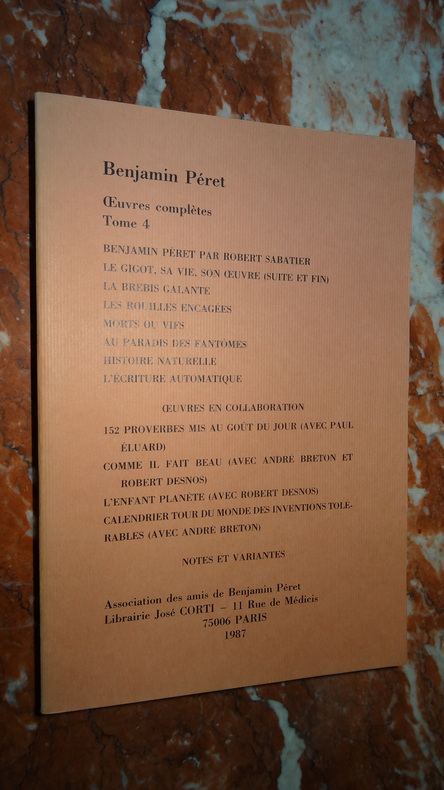 Benjamin Péret
Œuvres complètes
Tome 4
BENJAMIN PÉRET PAR ROBERT SABATIER
LE GIGOT, SA VIE, SON ŒUVRE (SUITE ET FIN)
LA BREBIS GALANTE
LES ROUILLES ENCAGÉES
MORTS OU VIFS
AU PARADIS DES FANTÔMES
HISTOIRE NATURELLE
L'ÉCRITURE AUTOMATIQUE
ŒUVRES EN COLLABORATION
152 PROVERBES MIS AU GOÛT DU JOUR (AVEC PAUL
ÉLUARD)
COMME IL FAIT BEAU (AVEC ANDRÉ BRETON ET
ROBERT DESNOS)
L'ENFANT PLANÈTE (AVEC ROBERT DESNOS)
CALENDRIER TOUR DU MONDE DES INVENTIONS TOLÉ-
RABLES (AVEC ANDRÉ BRETON)
NOTES ET VARIANTES
Association des amis de Benjamin Péret
Librairie José CORTI – 11 Rue de Médicis
75006 PARIS
1987